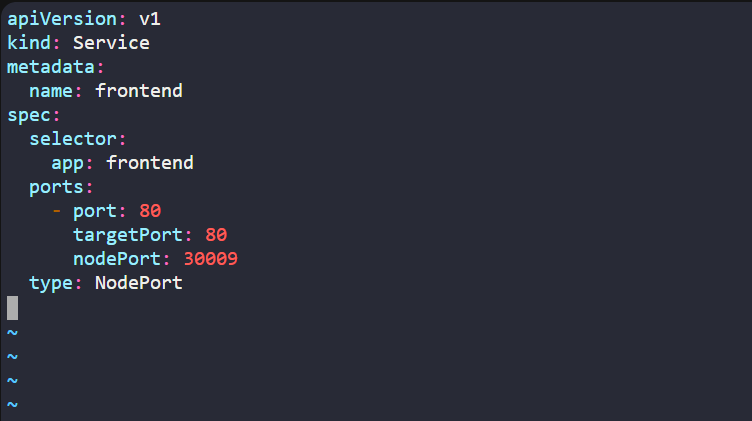 apiVersion: v1
kind: Service
metadata:
  name: frontend
spec:
  selector:
    app: frontend
  ports:
    - port: 80
      targetPort: 80
      nodePort: 30009
  type: NodePort
~
~
~
~